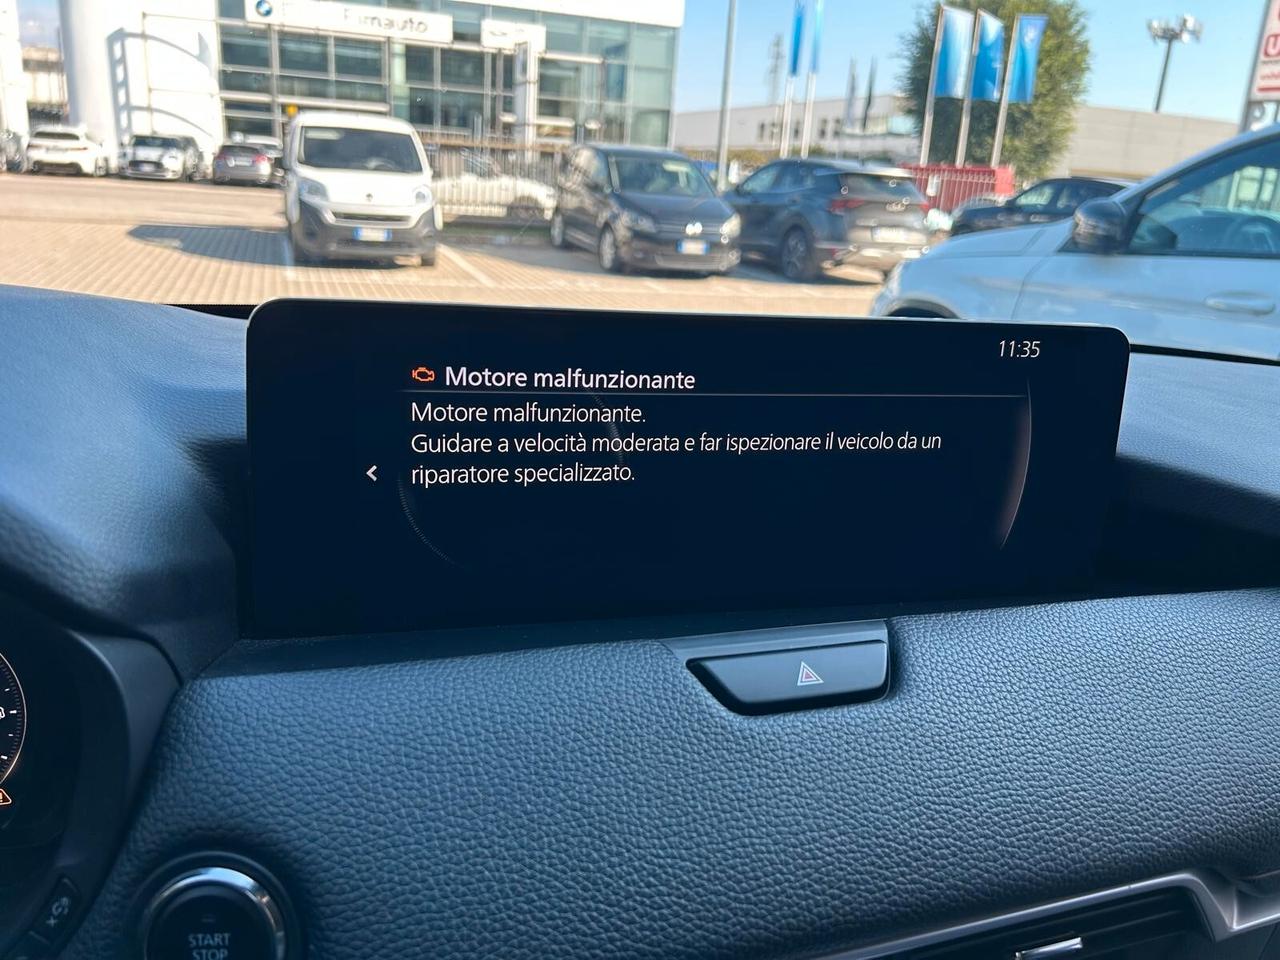 11:35
Motore malfunzionante
Motore malfunzionante.
Guidare a velocità moderata e far ispezionare il veicolo da un
riparatore specializzato.
START
STOP